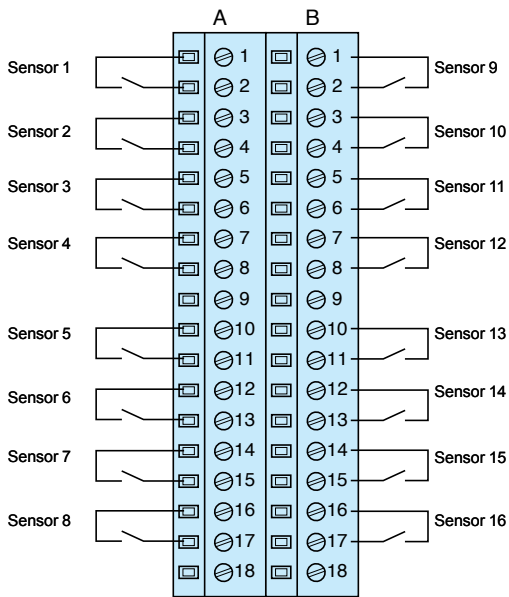 A B
1 1
Sensor 1 Sensor 9
2 2
3 3
Sensor 2 Sensor 10
4 4
5 5
Sensor 3 Sensor 11
6 6
7 7
Sensor 4 Sensor 12
8 8
9 9
10 10
Sensor 5 Sensor 13
11 11
12 12
Sensor 6 Sensor 14
13 13
14 14
Sensor 7 Sensor 15
15 15
16 16
Sensor 8 Sensor 16
17 17
18 18